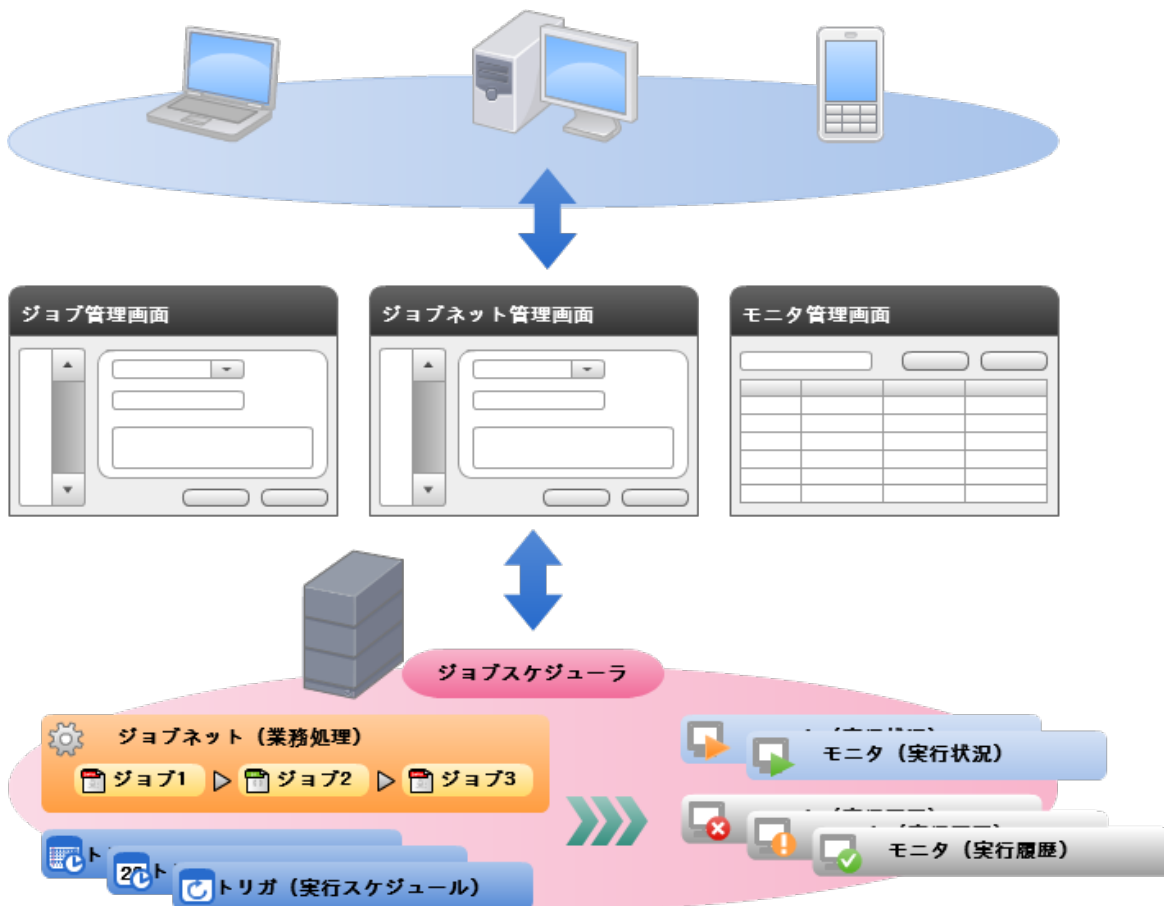 ジョブ管理画面
ジョブネット管理画面
モニタ管理画面
ジョブスケジューラ
ジョブネット（業務処理）
ジョブ1
ジョブ2
ジョブ3
ト
ト
トリガ（実行スケジュール）
モニタ（実行状況）
モニタ（実行履歴）